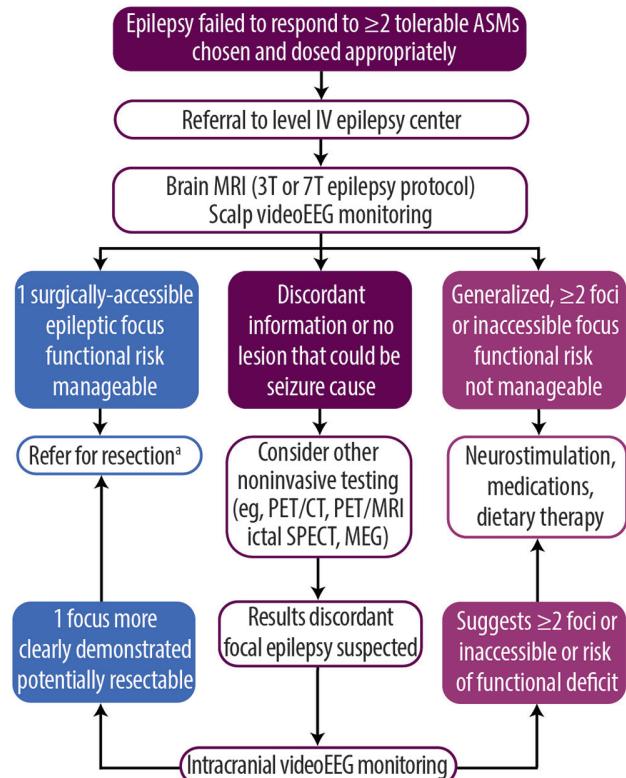 Epilepsy failed to respond to ≥2 tolerable ASMs
chosen and dosed appropriately
Referral to level IV epilepsy center
Brain MRI (3T or 7T epilepsy protocol)
Scalp videoEEG monitoring
1 surgically-accessible
epileptic focus
functional risk
manageable
Discordant
information or no
lesion that could be
seizure cause
Generalized, ≥2 foci
or inaccessible focus
functional risk
not manageable
Refer for resectionª
Consider other
noninvasive testing
(eg, PET/CT, PET/MRI
ictal SPECT, MEG)
Neurostimulation,
medications,
dietary therapy
1 focus more
clearly demonstrated
potentially resectable
Results discordant
focal epilepsy suspected
Suggests ≥2 foci or
inaccessible or risk
of functional deficit
Intracranial videoEEG monitoring